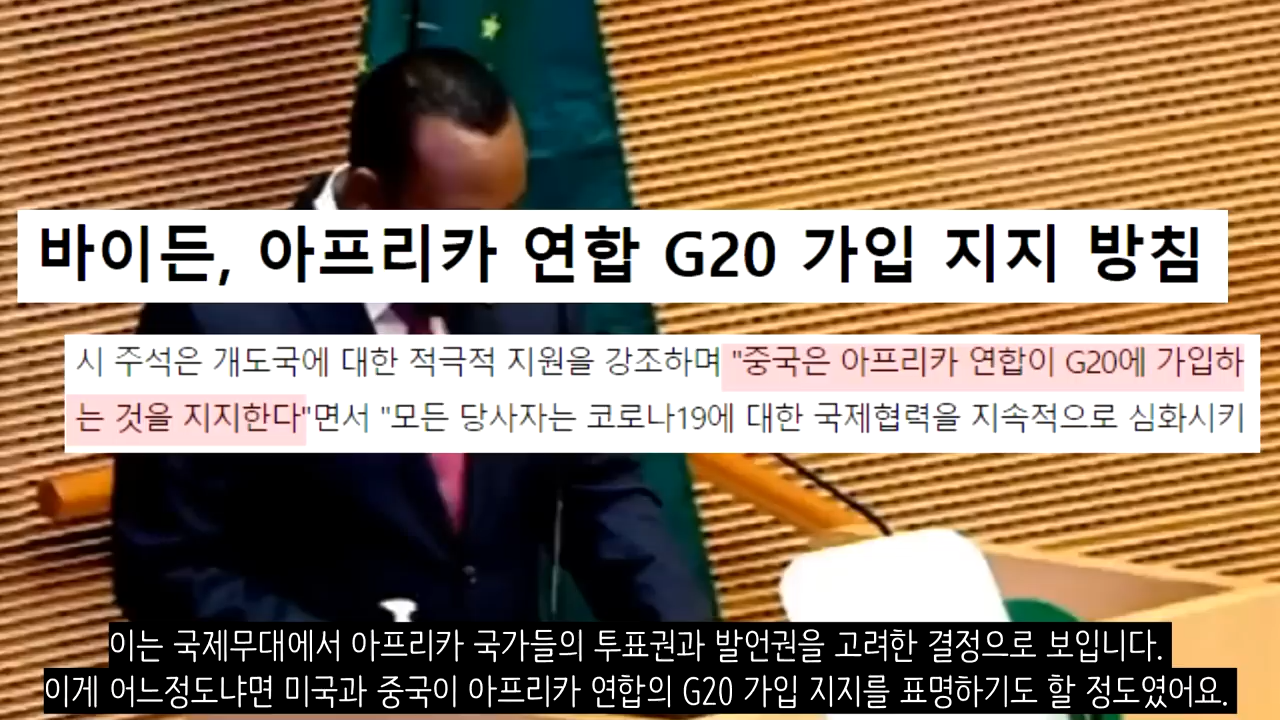 바이든, 아프리카 연합 G20 가입 지지 방침
시 주석은 개도국에 대한 적극적 지원을 강조하며 "중국은 아프리카 연합이 G20에 가입하
는 것을 지지한다"면서 "모든 당사자는 코로나19에 대한 국제협력을 지속적으로 심화시키
이는 국제무대에서 아프리카 국가들의 투표권과 발언권을 고려한 결정으로 보입니다.
이게 어느정도냐면 미국과 중국이 아프리카 연합의 G20 가입 지지를 표명하기도 할 정도였어요.